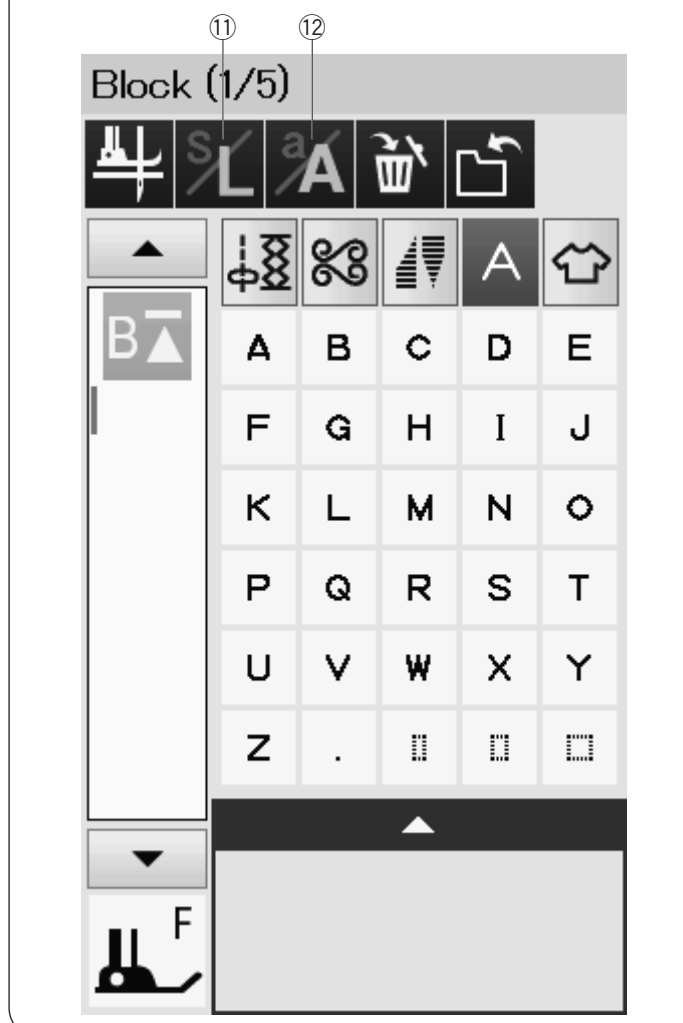 ⑪ ⑫
Block (1/5)
S/L a/A
A
B
A B C D E
F G H I J
K L M N O
P Q R S T
U V W X Y
Z .
F